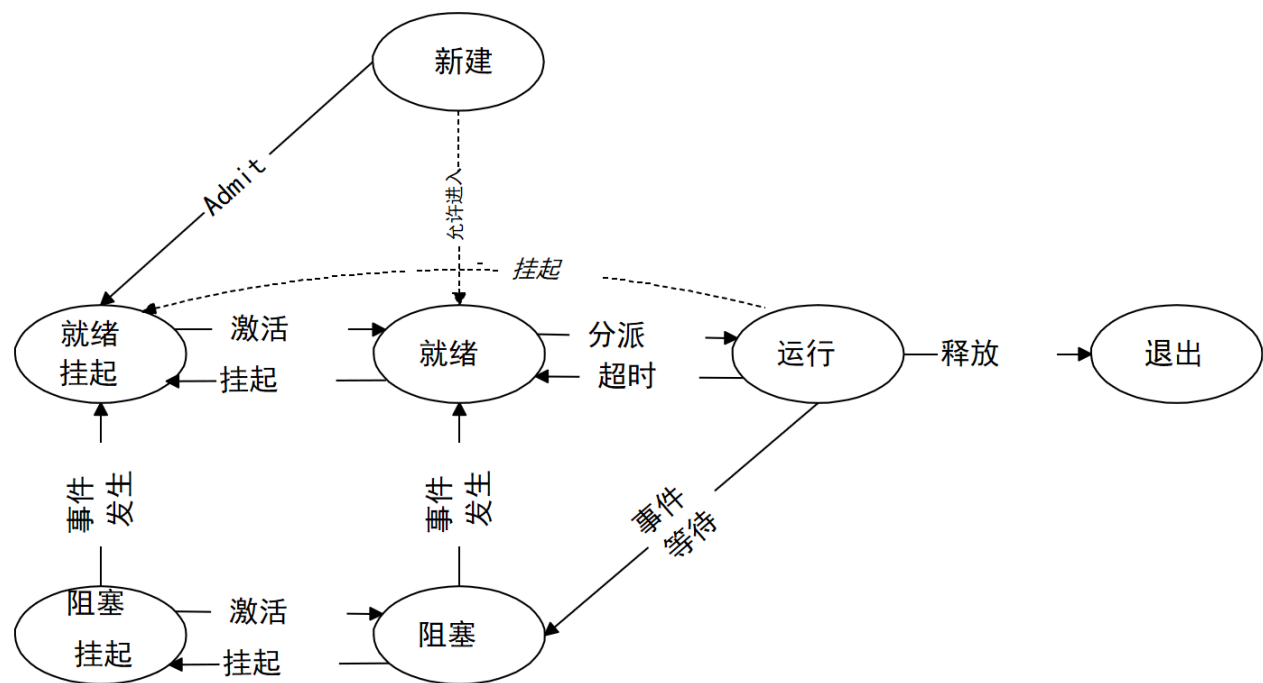 新建
Admit
允许进入
挂起
就绪
挂起
激活
挂起
就绪
分派
超时
运行
释放
退出
事件
发生
事件
发生
事件
等待
阻塞
挂起
激活
挂起
阻塞